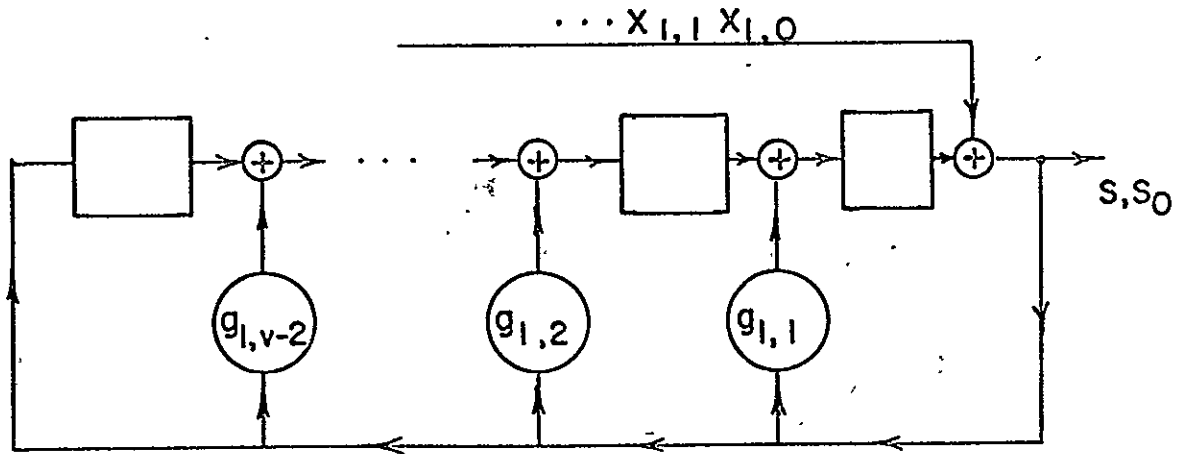 ··· X1,1 X1,0
+ + + +
S, S0
g1,v-2 g1,2 g1,1